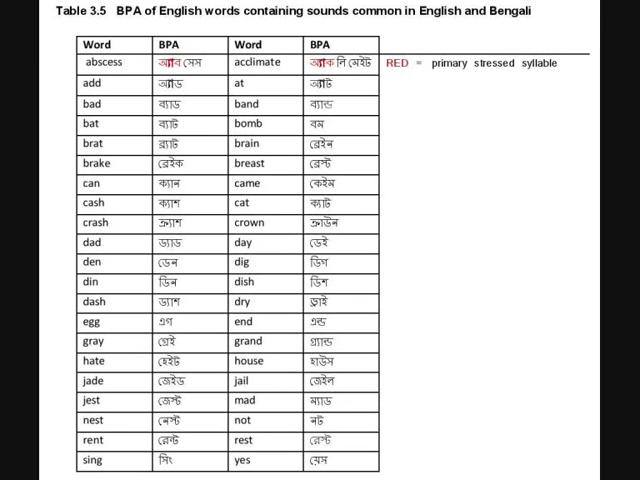 Table 3.5 BPA of English words containing sounds common in English and Bengali
Word BPA Word BPA
abscess অ্যাব সেস acclimate অ্যাক লি মেইট RED = primary stressed syllable
add অ্যাড at অ্যাট
bad ব্যাড band ব্যান্ড
bat ব্যাট bomb বম
brat ব্র্যাট brain ব্রেইন
brake ব্রেইক breast ব্রেস্ট
can ক্যান came কেইম
cash ক্যাশ cat ক্যাট
crash ক্র্যাশ crown ক্রাউন
dad ড্যাড day ডেই
den ডেন dig ডিগ
din ডিন dish ডিশ
dash ড্যাশ dry ড্রাই
egg এগ end এন্ড
gray গ্রেই grand গ্র্যান্ড
hate হেইট house হাউস
jade জেইড jail জেইল
jest জেস্ট mad ম্যাড
nest নেস্ট not নট
rent রেন্ট rest রেস্ট
sing সিং yes য়েস